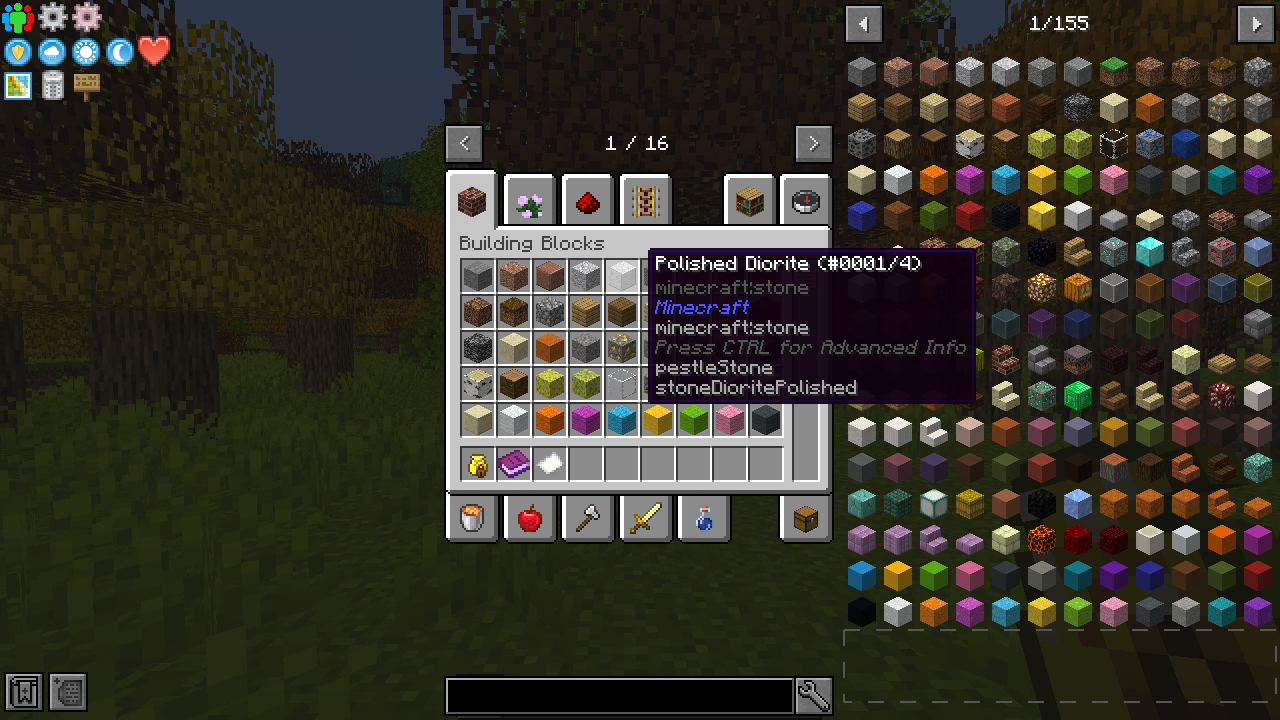 1/155
1 / 16
Building Blocks
Polished Diorite (#0001/4)
minecraft:stone
Minecraft
minecraft:stone
Press CTRL for Advanced Info
pestleStone
stoneDioritePolished